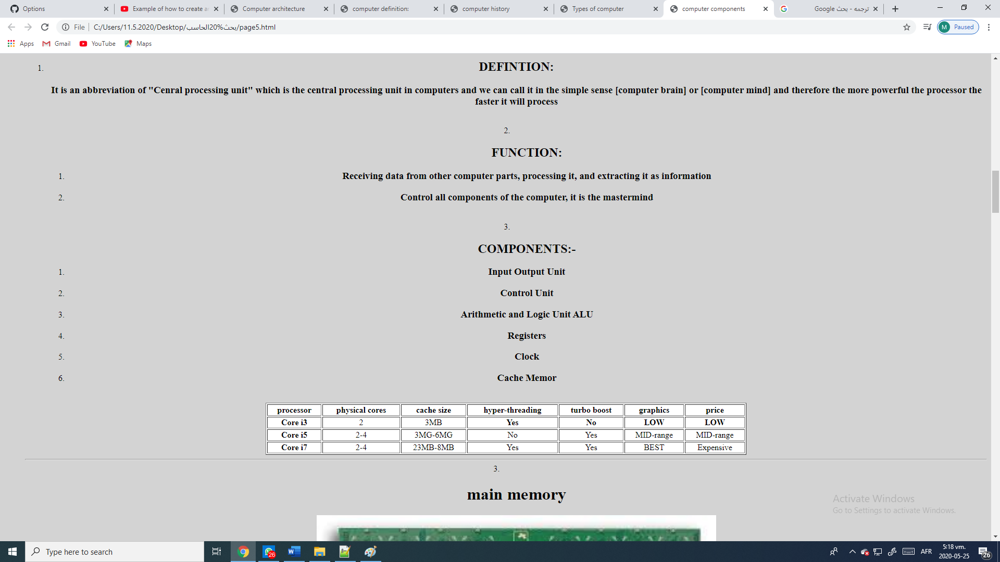 Options
Example of how to create a
Computer architecture
computer definition:
computer history
Types of computer
computer components
ترجمه - بحث Google
File
C:/Users/11.5.2020/Desktop/بحث%20الحاسب/page5.html
M Paused
Apps
Gmail
YouTube
Maps
1. DEFINTION:
It is an abbreviation of "Cenral processing unit" which is the central processing unit in computers and we can call it in the simple sense [computer brain] or [computer mind] and therefore the more powerful the processor the
faster it will process
2.
FUNCTION:
1. Receiving data from other computer parts, processing it, and extracting it as information
2. Control all components of the computer, it is the mastermind
3.
COMPONENTS:-
1. Input Output Unit
2. Control Unit
3. Arithmetic and Logic Unit ALU
4. Registers
5. Clock
6. Cache Memor
processor physical cores cache size hyper-threading turbo boost graphics price
Core i3 2 3MB Yes No LOW LOW
Core i5 2-4 3MG-6MG No Yes MID-range MID-range
Core i7 2-4 23MB-8MB Yes Yes BEST Expensive
3.
main memory
Activate Windows
Go to Settings to activate Windows.
Type here to search
26
AFR
5:18 vm.
2020-05-25
26